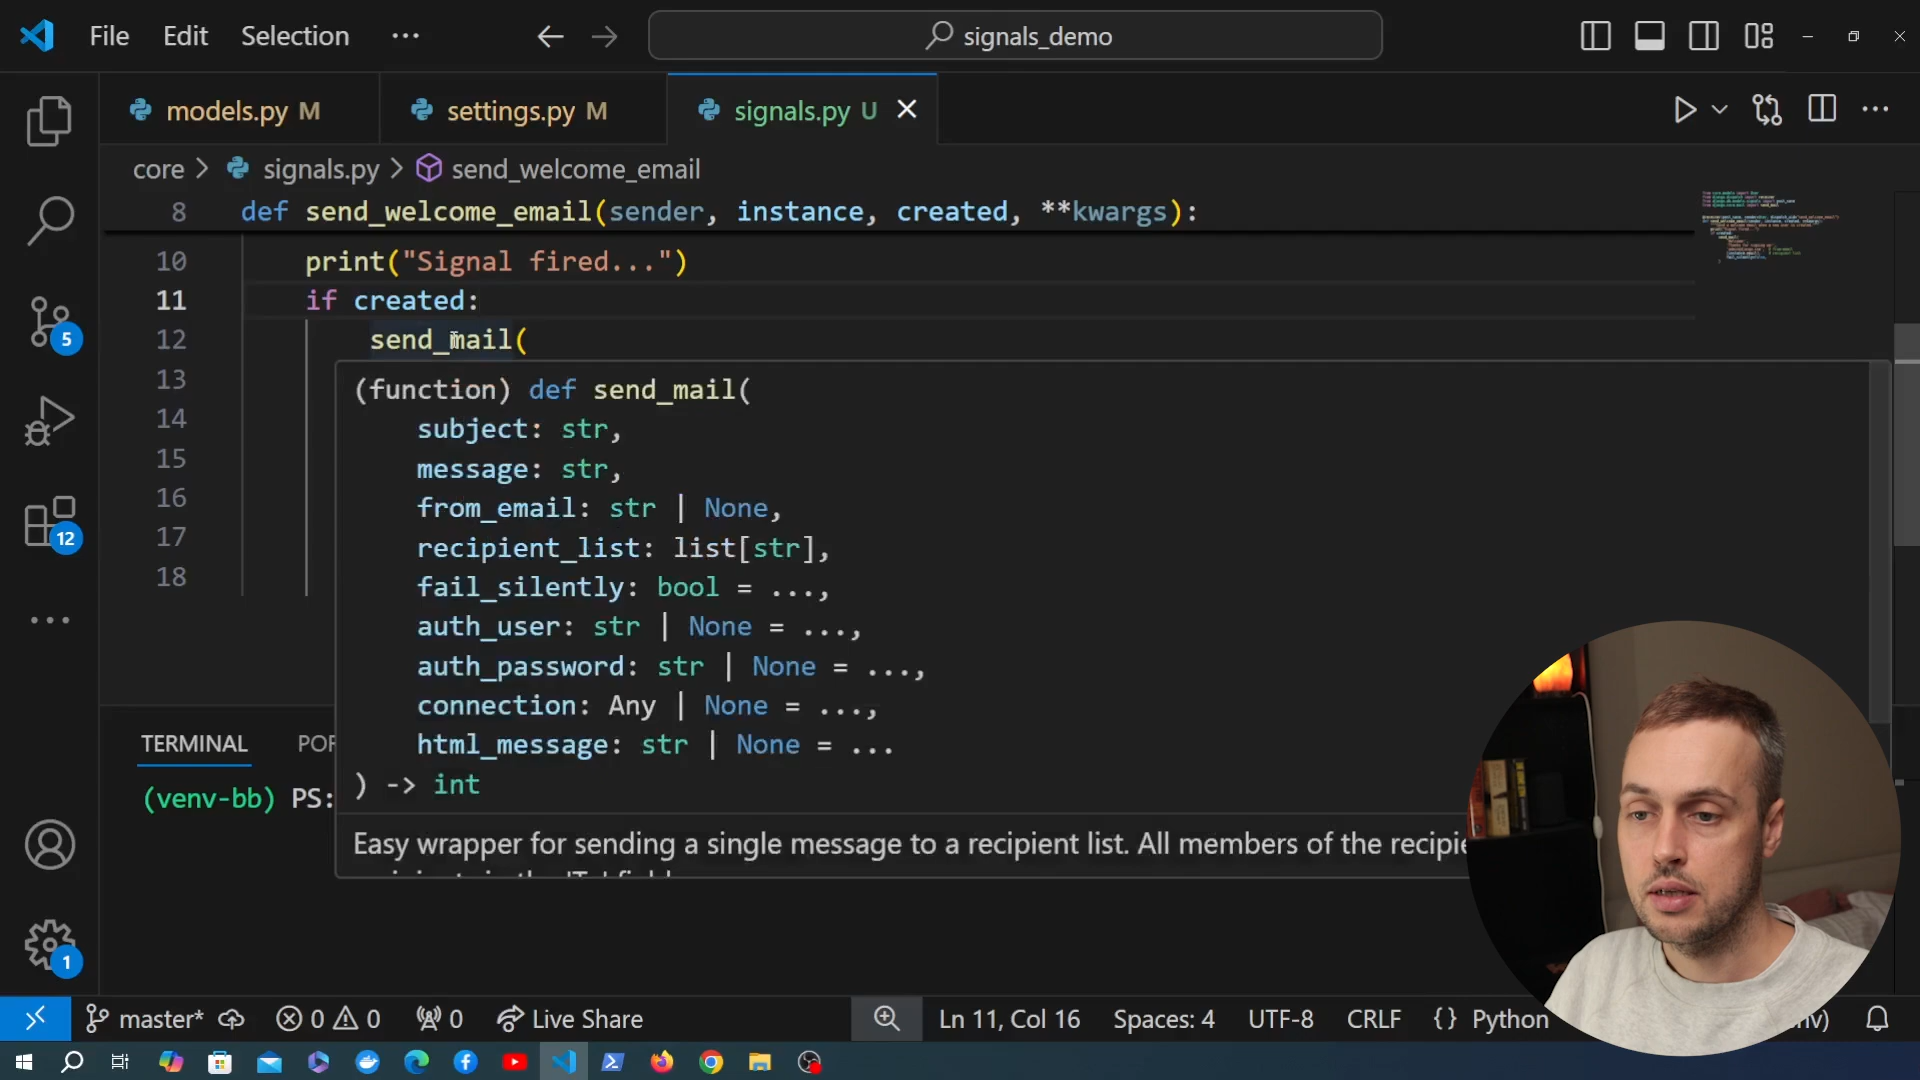 File Edit Selection ··· signals_demo
models.py M settings.py M signals.py U
core > signals.py > send_welcome_email
8 def send_welcome_email(sender, instance, created, **kwargs):
10 print("Signal fired...")
11 if created:
12 send_mail(
13
14
15
16
17
18
(function) def send_mail(
subject: str,
message: str,
from_email: str | None,
recipient_list: list[str],
fail_silently: bool = ...,
auth_user: str | None = ...,
auth_password: str | None = ...,
connection: Any | None = ...,
html_message: str | None = ...
) -> int
Easy wrapper for sending a single message to a recipient list. All members of the recipie
5
12
1
TERMINAL POR
(venv-bb) PS:
master* 0 0 0 Live Share Ln 11, Col 16 Spaces: 4 UTF-8 CRLF {} Python